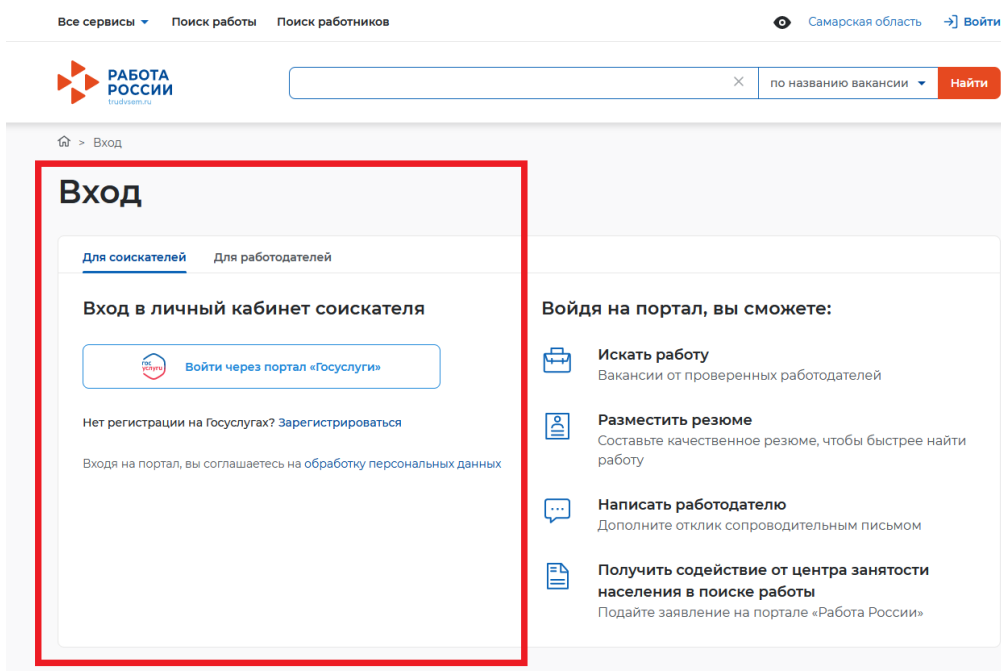 Все сервисы Поиск работы Поиск работников Самарская область Войти
РАБОТА
РОССИИ
trudvsem.ru
по названию вакансии Найти
> Вход
Вход
Для соискателей Для работодателей
Вход в личный кабинет соискателя
госуслуги Войти через портал «Госуслуги»
Нет регистрации на Госуслугах? Зарегистрироваться
Входя на портал, вы соглашаетесь на обработку персональных данных
Войдя на портал, вы сможете:
Искать работу
Вакансии от проверенных работодателей
Разместить резюме
Составьте качественное резюме, чтобы быстрее найти
работу
Написать работодателю
Дополните отклик сопроводительным письмом
Получить содействие от центра занятости
населения в поиске работы
Подайте заявление на портале «Работа России»